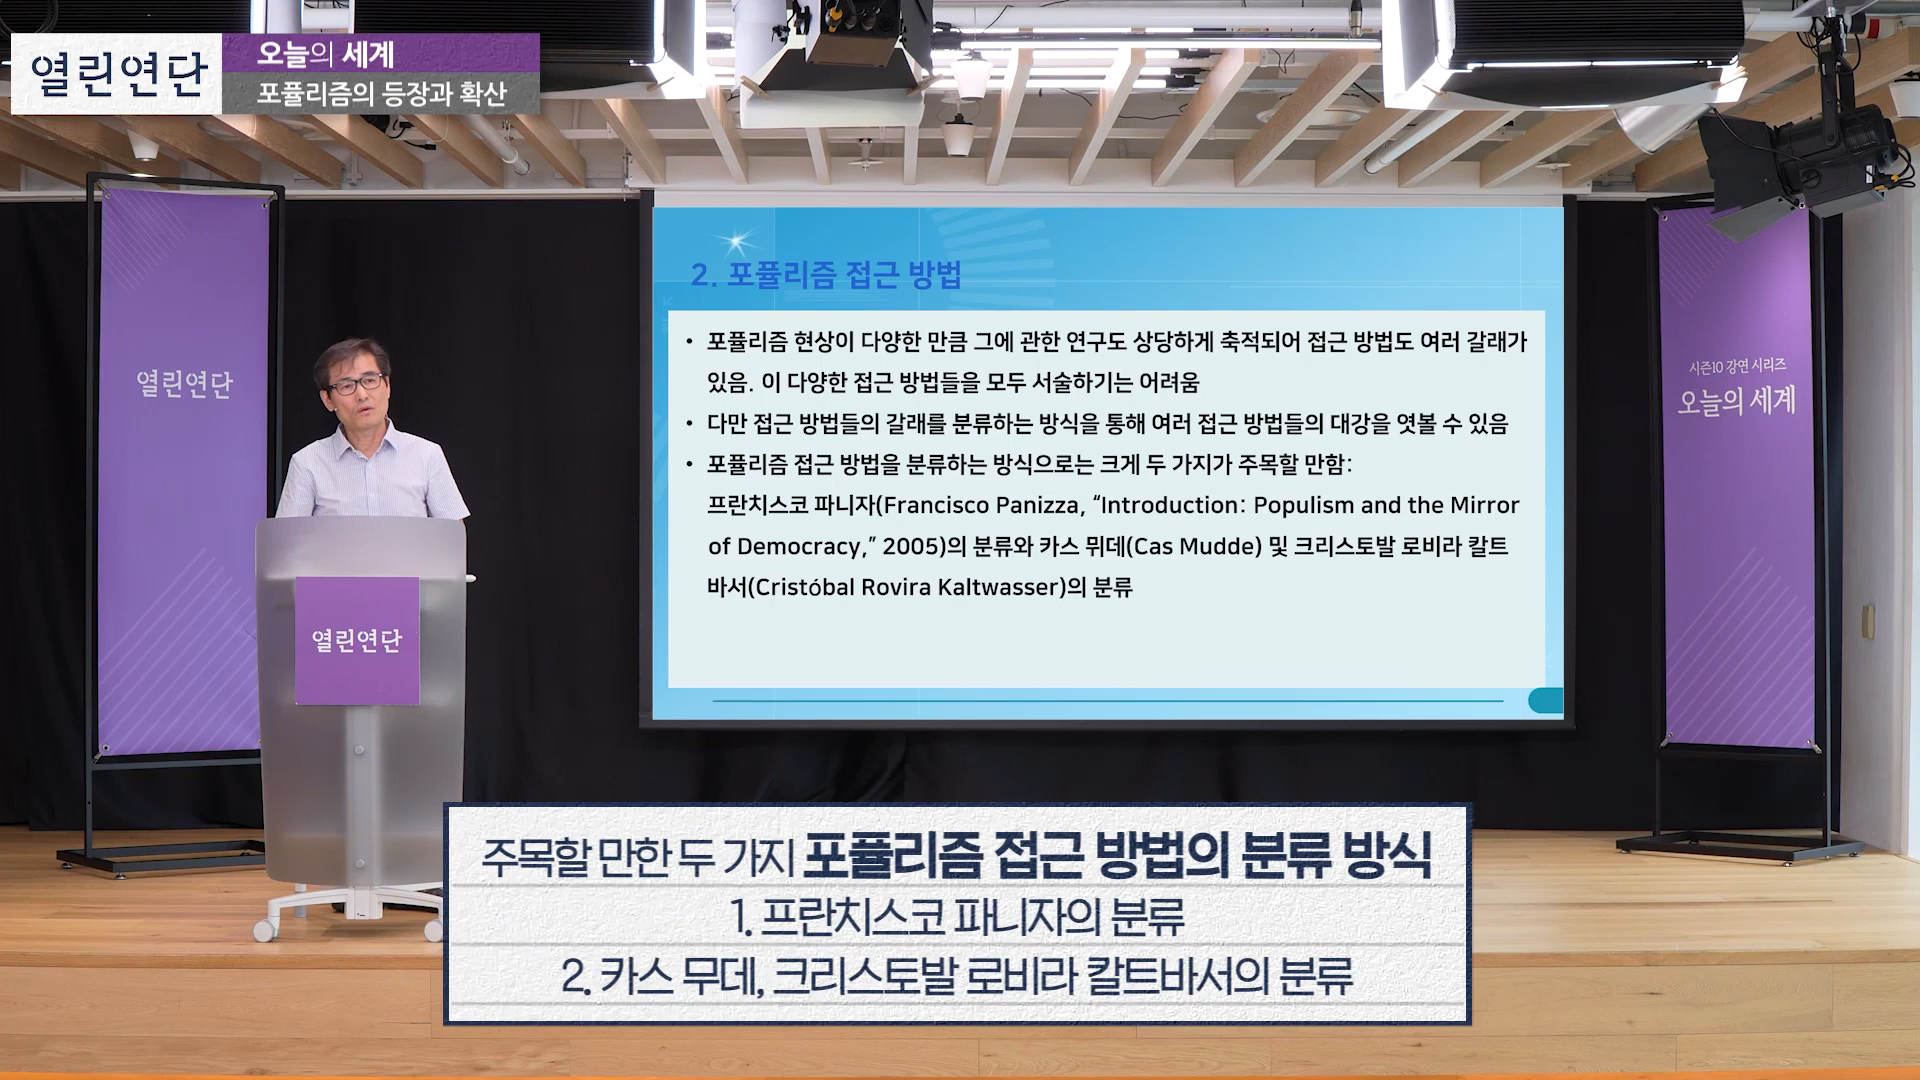 열린연단
오늘의 세계
포퓰리즘의 등장과 확산
열린연단
열린연단
2. 포퓰리즘 접근 방법
• 포퓰리즘 현상이 다양한 만큼 그에 관한 연구도 상당하게 축적되어 접근 방법도 여러 갈래가
있음. 이 다양한 접근 방법들을 모두 서술하기는 어려움
• 다만 접근 방법들의 갈래를 분류하는 방식을 통해 여러 접근 방법들의 대강을 엿볼 수 있음
• 포퓰리즘 접근 방법을 분류하는 방식으로는 크게 두 가지가 주목할 만함:
프란치스코 파니자(Francisco Panizza, “Introduction: Populism and the Mirror
of Democracy,” 2005)의 분류와 카스 뮈데(Cas Mudde) 및 크리스토발 로비라 칼트
바서(Cristóbal Rovira Kaltwasser)의 분류
시즌10 강연 시리즈
오늘의 세계
주목할 만한 두 가지 포퓰리즘 접근 방법의 분류 방식
1. 프란치스코 파니자의 분류
2. 카스 무데, 크리스토발 로비라 칼트바서의 분류